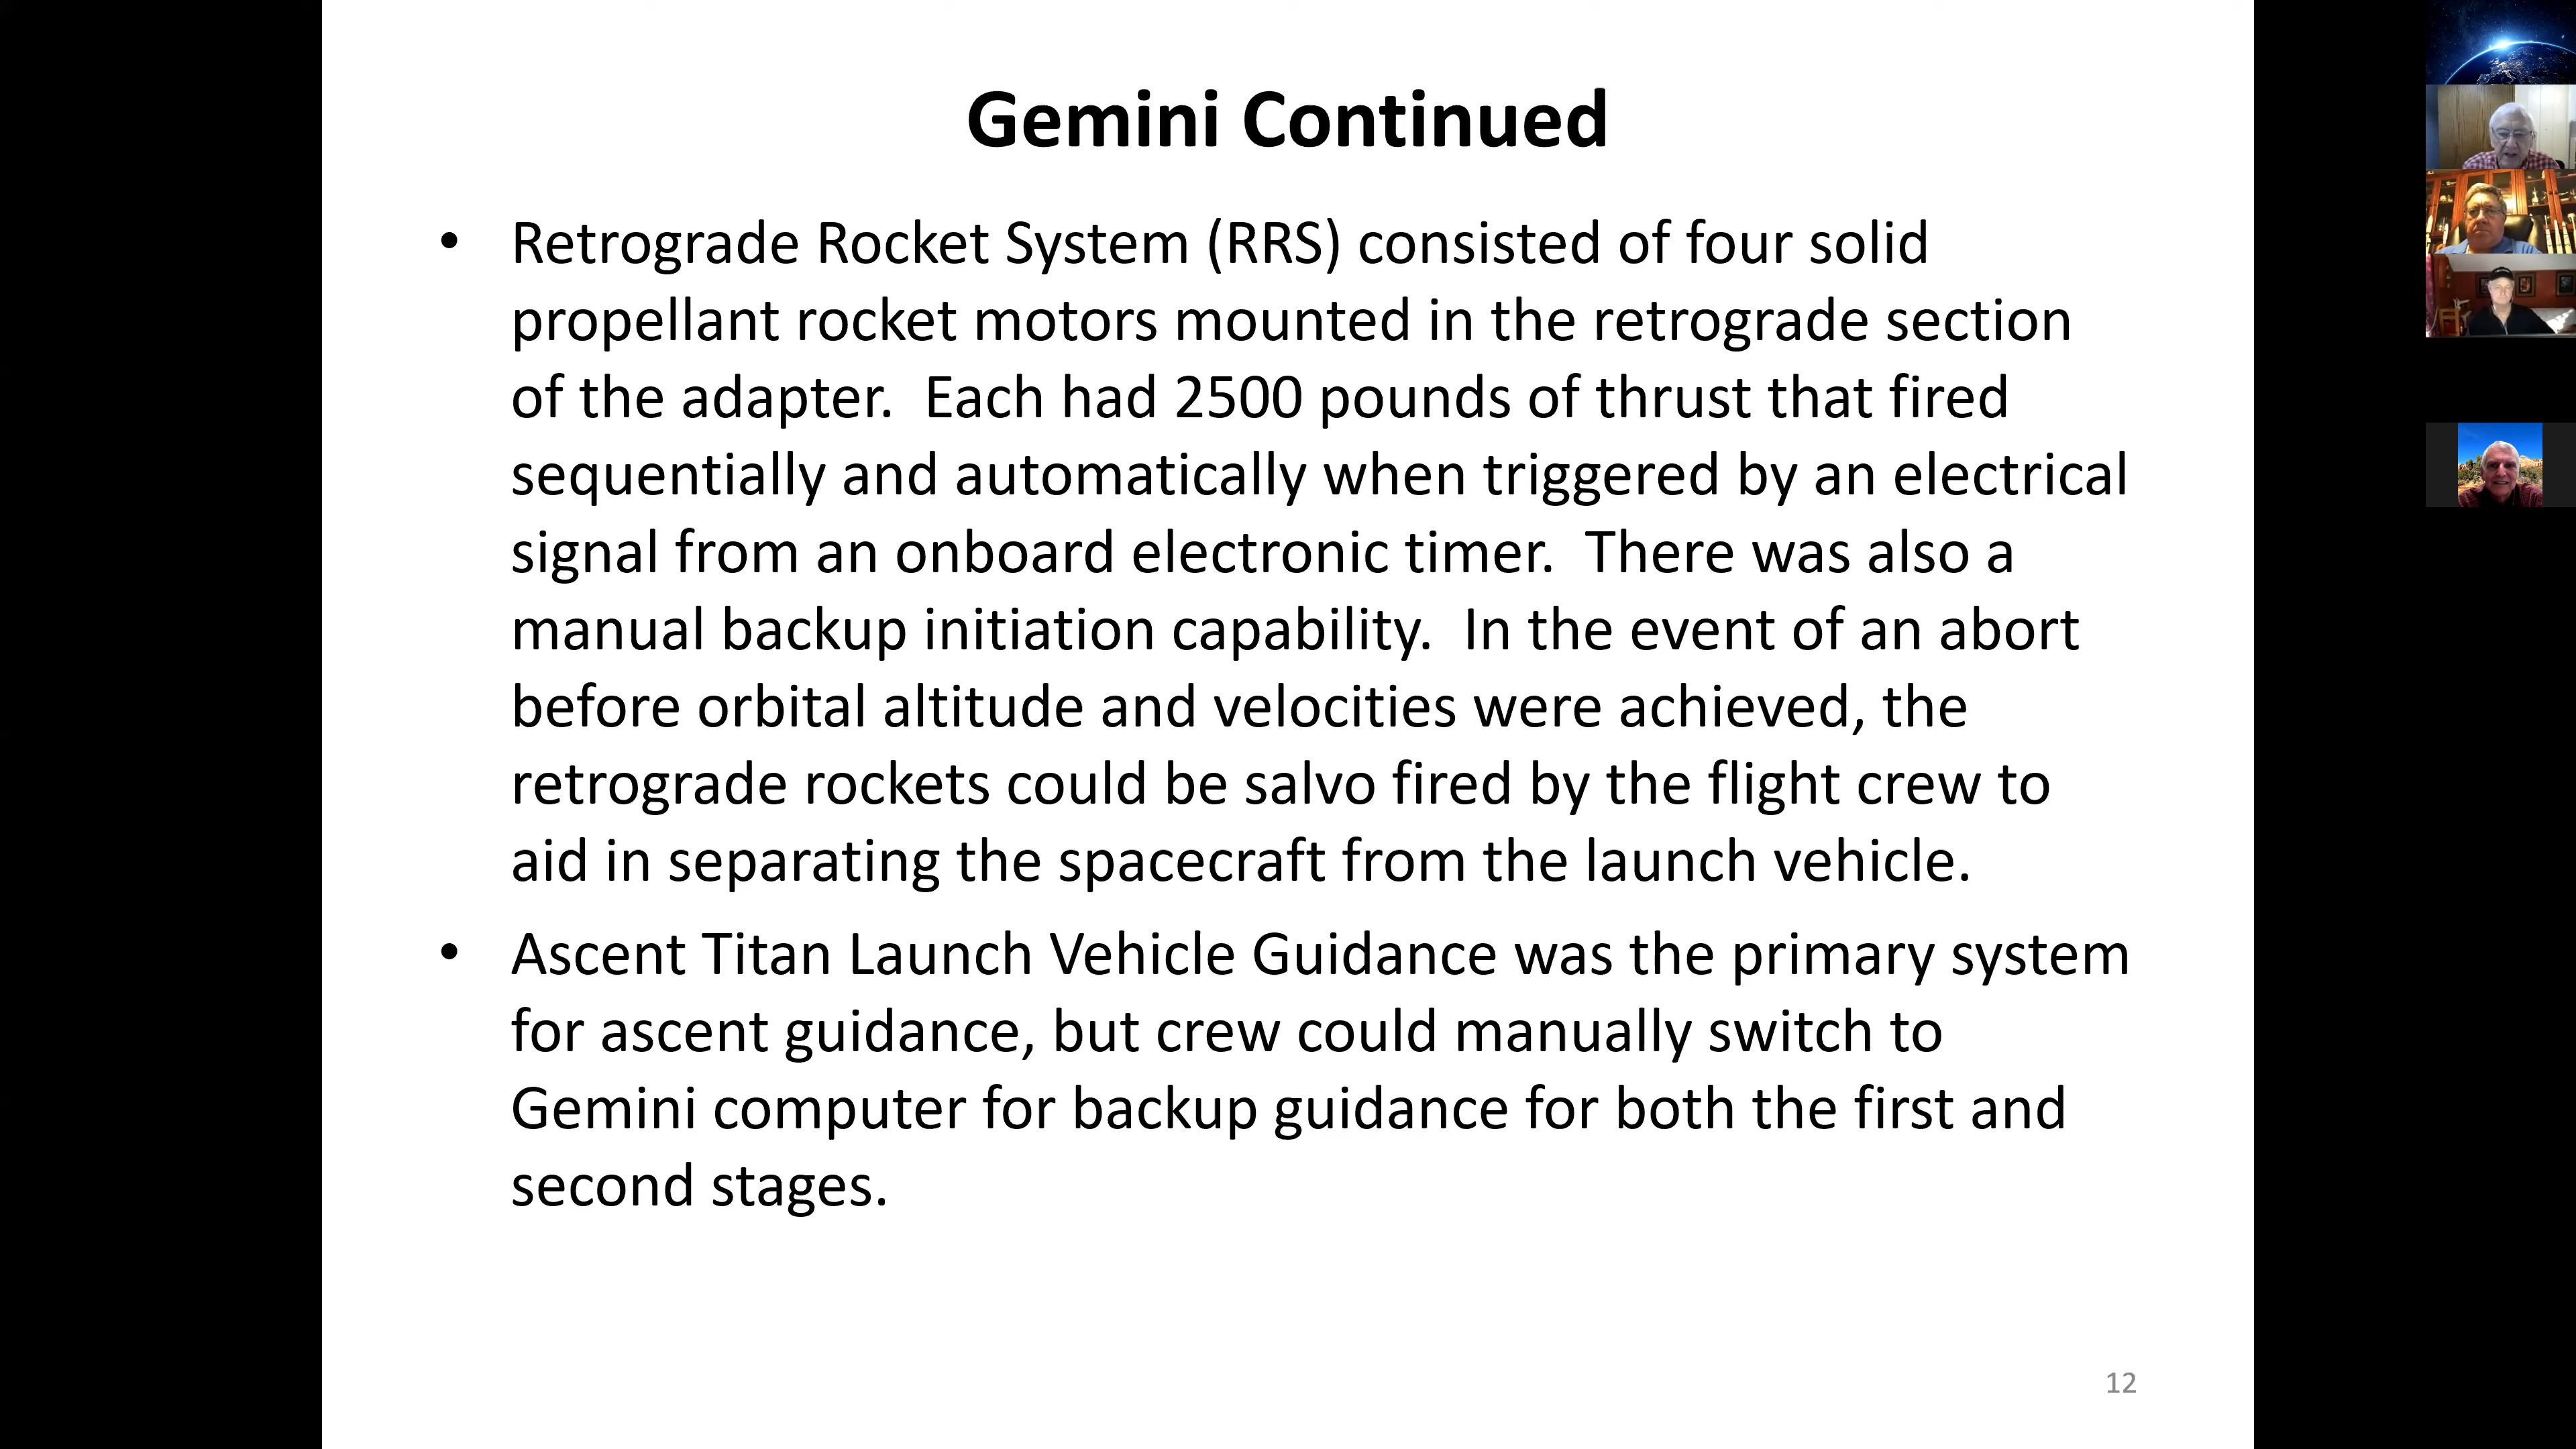 Gemini Continued
• Retrograde Rocket System (RRS) consisted of four solid
propellant rocket motors mounted in the retrograde section
of the adapter.  Each had 2500 pounds of thrust that fired
sequentially and automatically when triggered by an electrical
signal from an onboard electronic timer.  There was also a
manual backup initiation capability.  In the event of an abort
before orbital altitude and velocities were achieved, the
retrograde rockets could be salvo fired by the flight crew to
aid in separating the spacecraft from the launch vehicle.
• Ascent Titan Launch Vehicle Guidance was the primary system
for ascent guidance, but crew could manually switch to
Gemini computer for backup guidance for both the first and
second stages.
12